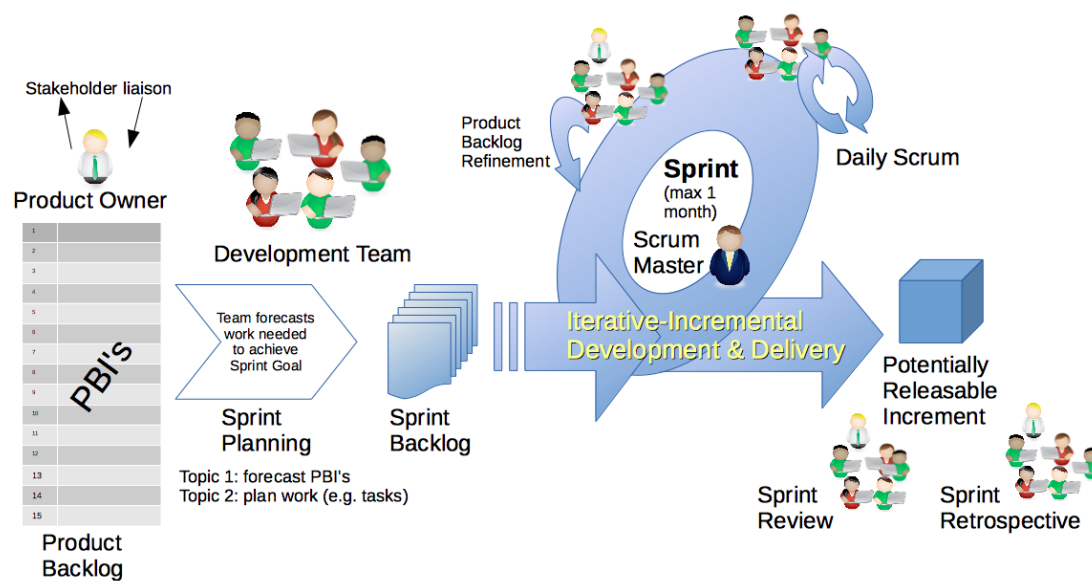 Stakeholder liaison
Product Owner
1
2
3
4
5
6
7
8
9
10
11
12
13
14
15
PBI's
Product
Backlog
Development Team
Team forecasts
work needed
to achieve
Sprint Goal
Sprint
Planning
Topic 1: forecast PBI's
Topic 2: plan work (e.g. tasks)
Sprint
Backlog
Product
Backlog
Refinement
Sprint
(max 1
month)
Scrum
Master
Daily Scrum
Iterative-Incremental
Development & Delivery
Potentially
Releasable
Increment
Sprint
Review
Sprint
Retrospective